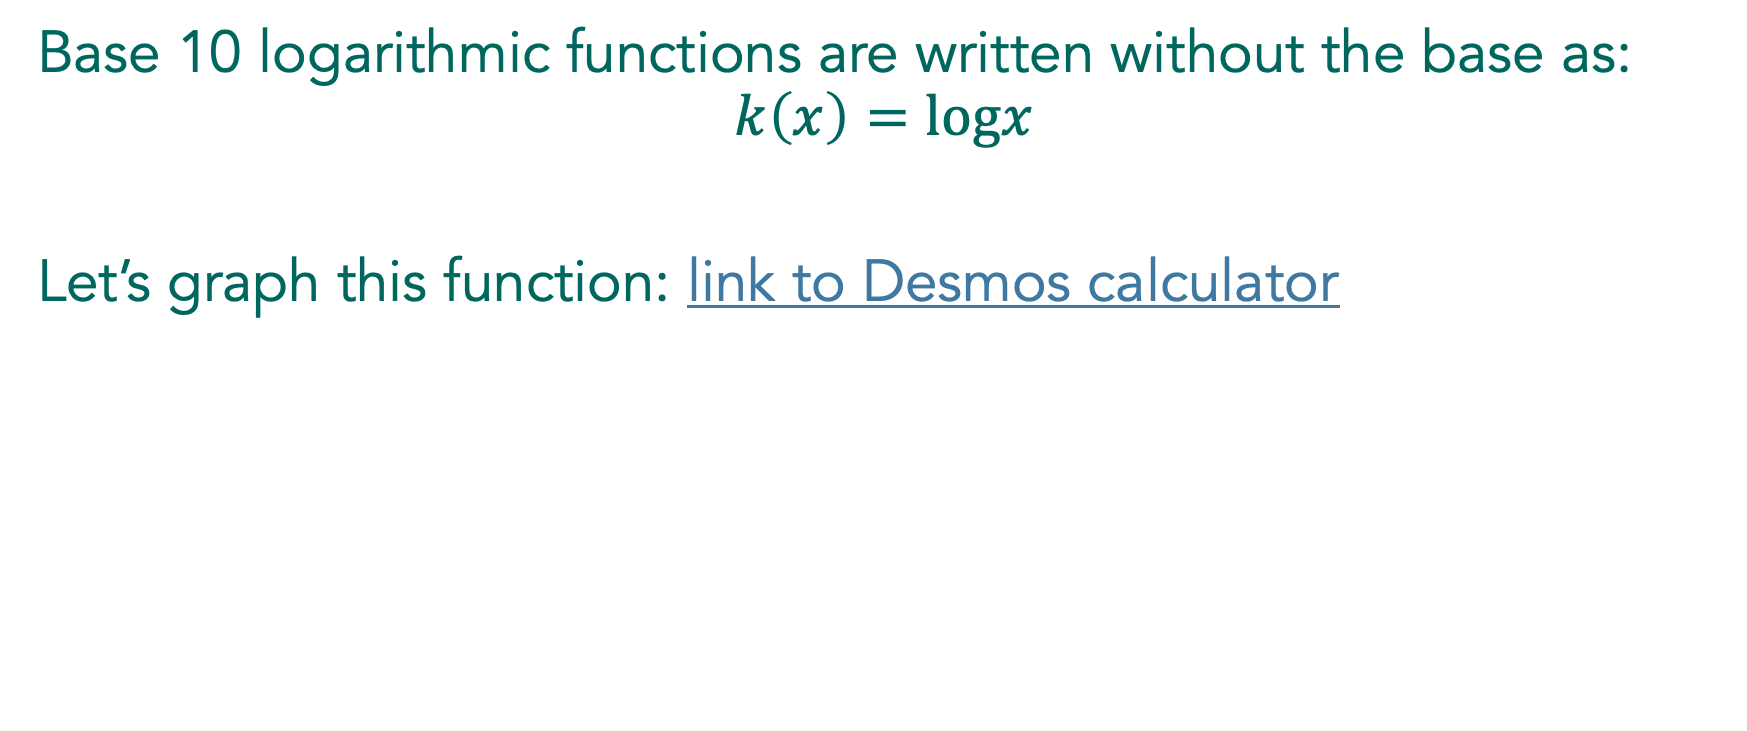 Base 10 logarithmic functions are written without the base as:
k(x) = logx
Let’s graph this function: link to Desmos calculator